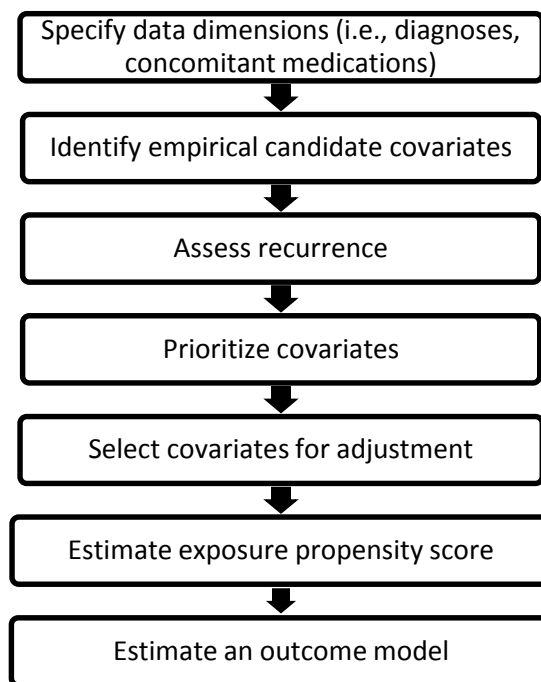 Specify data dimensions (i.e., diagnoses,
concomitant medications)
Identify empirical candidate covariates
Assess recurrence
Prioritize covariates
Select covariates for adjustment
Estimate exposure propensity score
Estimate an outcome model